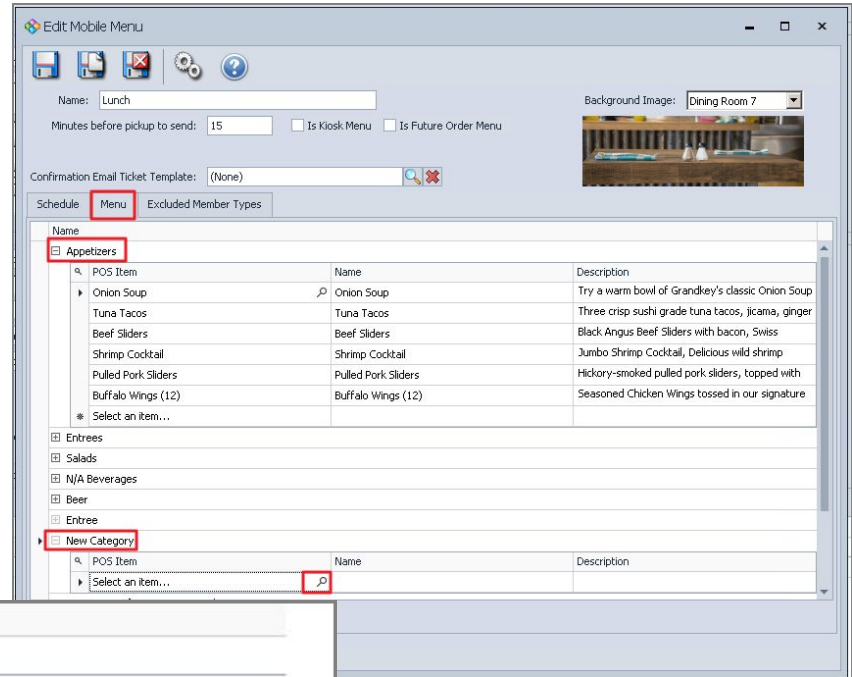 Edit Mobile Menu
Name: Lunch
Background Image: Dining Room 7
Minutes before pickup to send: 15 Is Kiosk Menu Is Future Order Menu
Confirmation Email Ticket Template: (None)
Schedule Menu Excluded Member Types
Name
Appetizers
POS Item Name Description
Onion Soup Onion Soup Try a warm bowl of Grandkey's classic Onion Soup
Tuna Tacos Tuna Tacos Three crisp sushi grade tuna tacos, jicama, ginger
Beef Sliders Beef Sliders Black Angus Beef Sliders with bacon, Swiss
Shrimp Cocktail Shrimp Cocktail Jumbo Shrimp Cocktail, Delicious wild shrimp
Pulled Pork Sliders Pulled Pork Sliders Hickory-smoked pulled pork sliders, topped with
Buffalo Wings (12) Buffalo Wings (12) Seasoned Chicken Wings tossed in our signature
Select an item...
Entrees
Salads
N/A Beverages
Beer
Entree
New Category
POS Item Name Description
Select an item...